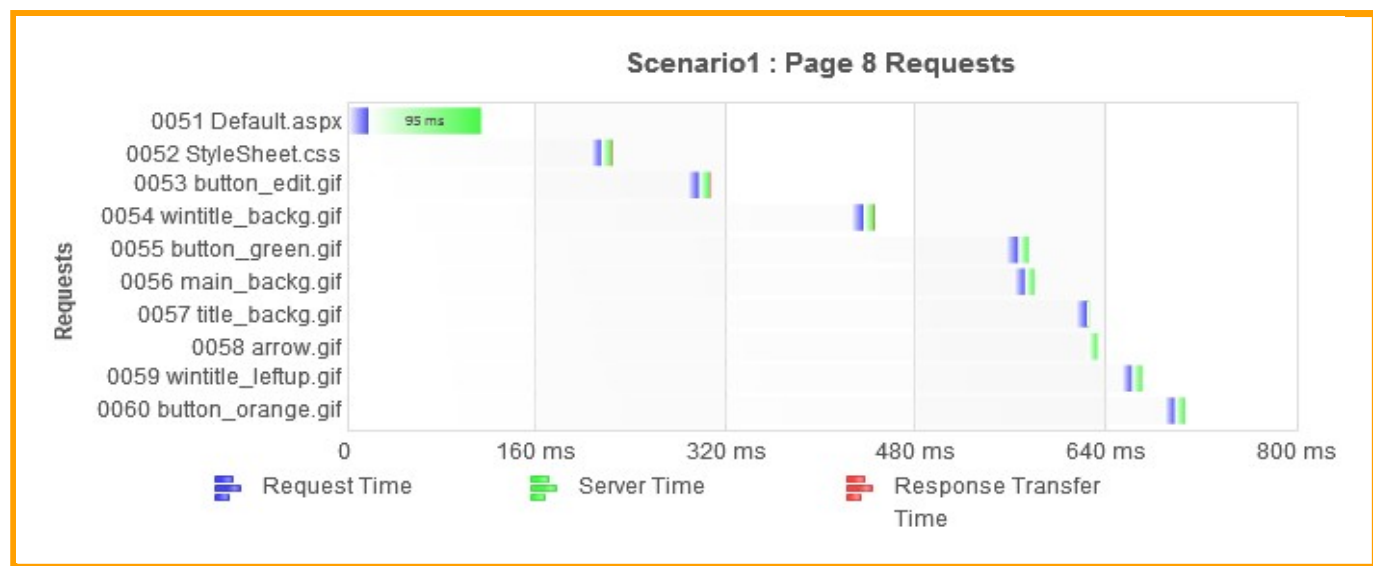 Scenario1 : Page 8 Requests
Requests
0051 Default.aspx
95 ms
0052 StyleSheet.css
0053 button_edit.gif
0054 wintitle_backg.gif
0055 button_green.gif
0056 main_backg.gif
0057 title_backg.gif
0058 arrow.gif
0059 wintitle_leftup.gif
0060 button_orange.gif
0 160 ms 320 ms 480 ms 640 ms 800 ms
Request Time Server Time Response Transfer
Time